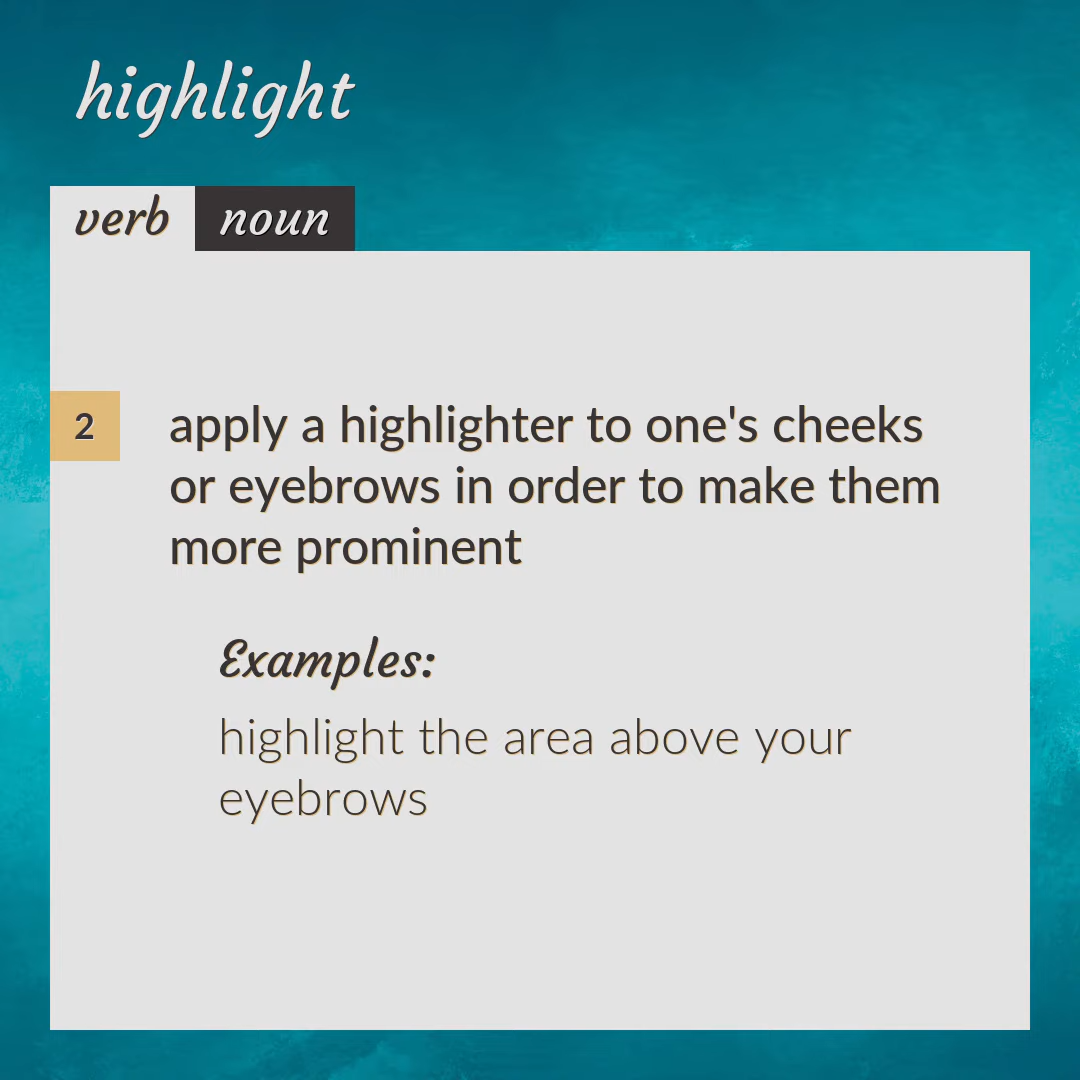 highlight
verb noun
2 apply a highlighter to one's cheeks
or eyebrows in order to make them
more prominent
Examples:
highlight the area above your
eyebrows